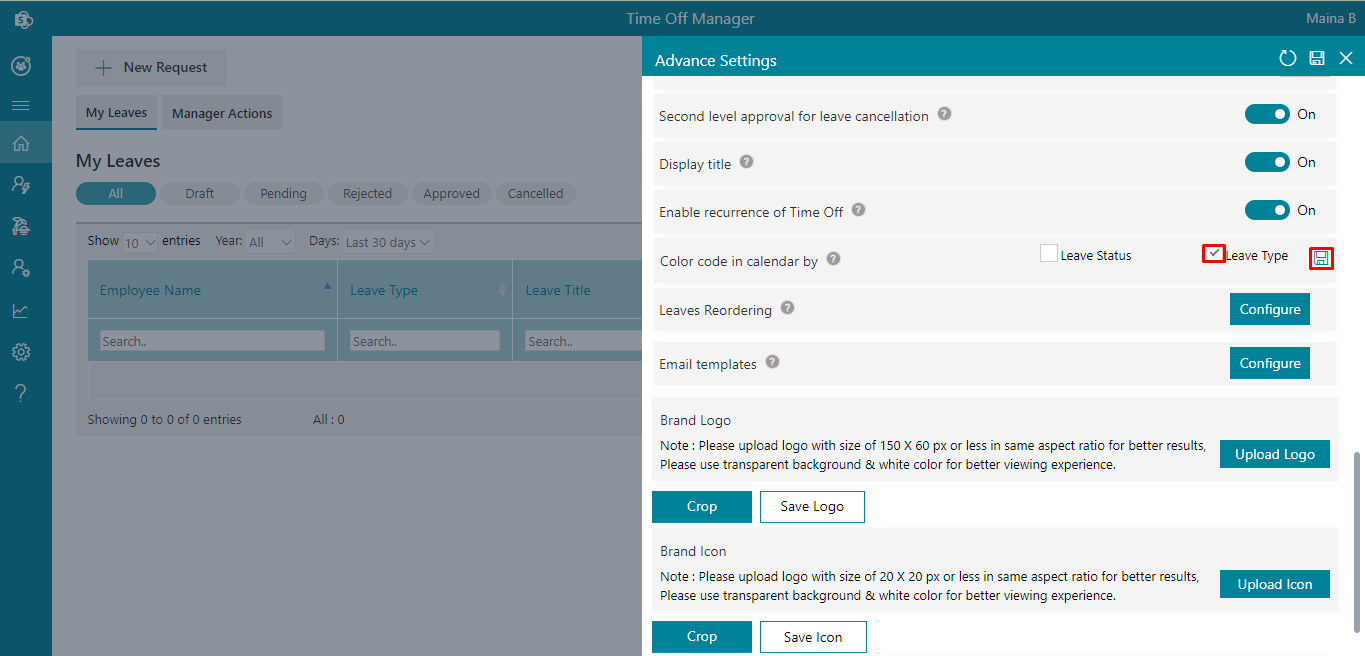 Time Off Manager
Maina B
New Request
My Leaves
Manager Actions
My Leaves
All
Draft
Pending
Rejected
Approved
Cancelled
Show 10 entries Year: All Days: Last 30 days
Employee Name
Leave Type
Leave Title
Search..
Search..
Search..
Showing 0 to 0 of 0 entries
All : 0
Advance Settings
Second level approval for leave cancellation ?
On
Display title ?
On
Enable recurrence of Time Off ?
On
Color code in calendar by ?
Leave Status
Leave Type
Leaves Reordering ?
Configure
Email templates ?
Configure
Brand Logo
Note : Please upload logo with size of 150 X 60 px or less in same aspect ratio for better results,
Please use transparent background & white color for better viewing experience.
Upload Logo
Crop
Save Logo
Brand Icon
Note : Please upload logo with size of 20 X 20 px or less in same aspect ratio for better results,
Please use transparent background & white color for better viewing experience.
Upload Icon
Crop
Save Icon